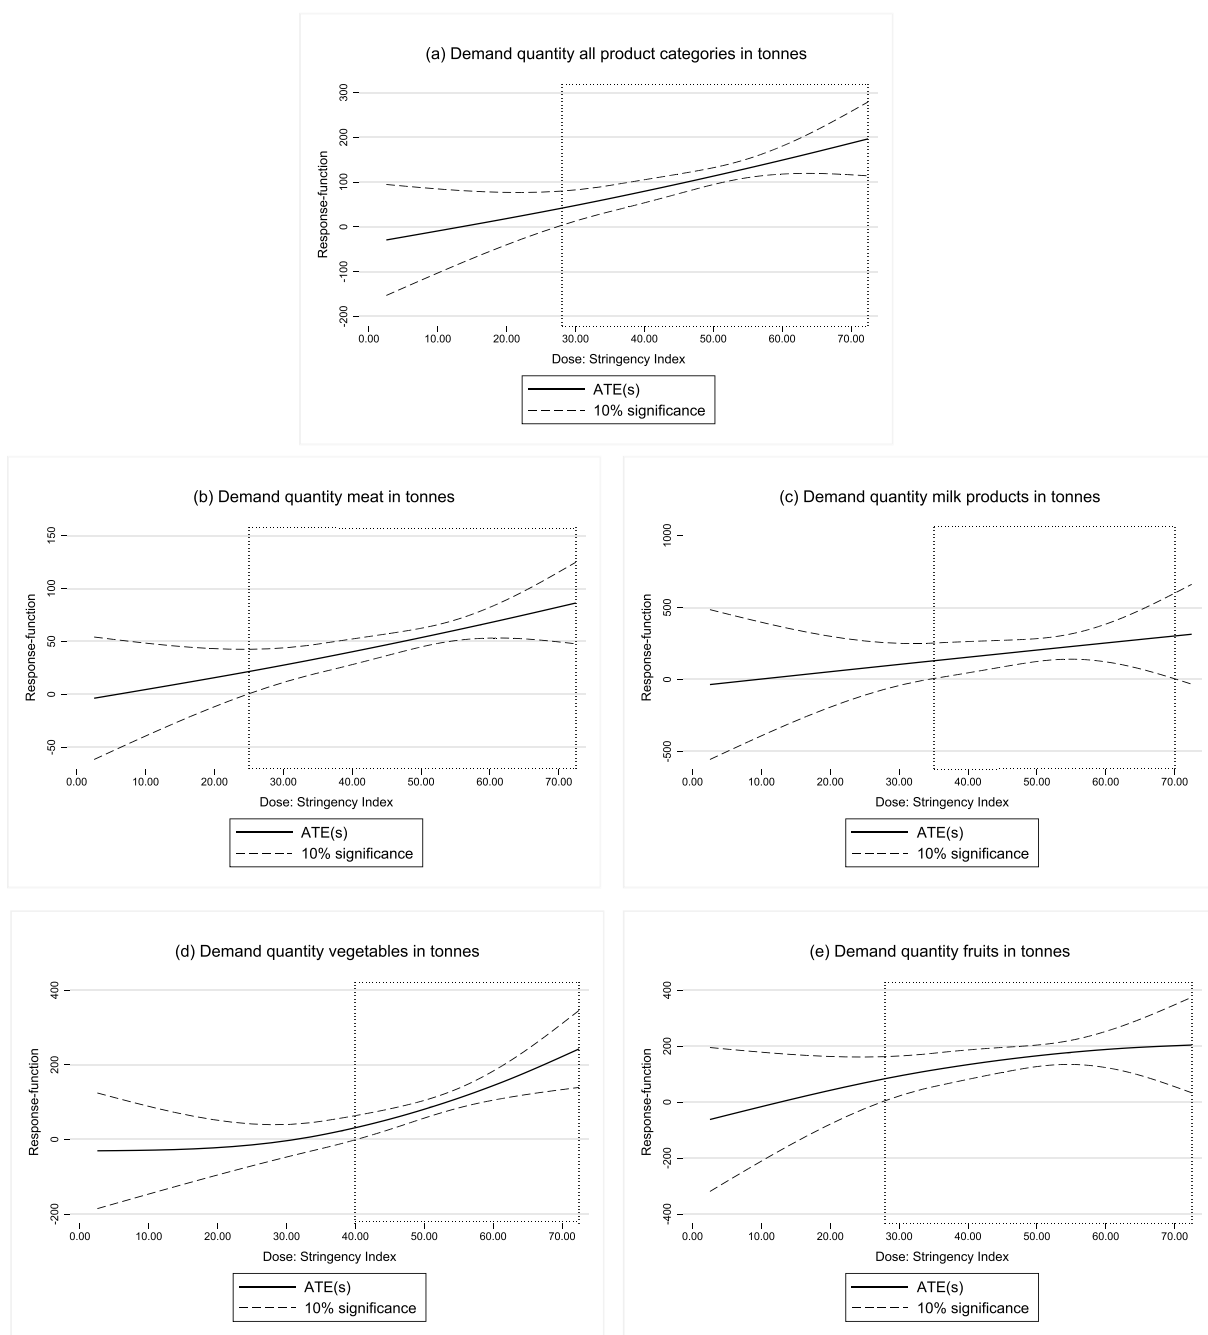 (a) Demand quantity all product categories in tonnes
Response-function
300
200
100
0
-100
-200
0.00 10.00 20.00 30.00 40.00 50.00 60.00 70.00
Dose: Stringency Index
ATE(s)
10% significance
(b) Demand quantity meat in tonnes
Response-function
150
100
50
0
-50
0.00 10.00 20.00 30.00 40.00 50.00 60.00 70.00
Dose: Stringency Index
ATE(s)
10% significance
(c) Demand quantity milk products in tonnes
Response-function
1000
500
0
-500
0.00 10.00 20.00 30.00 40.00 50.00 60.00 70.00
Dose: Stringency Index
ATE(s)
10% significance
(d) Demand quantity vegetables in tonnes
Response-function
400
200
0
-200
0.00 10.00 20.00 30.00 40.00 50.00 60.00 70.00
Dose: Stringency Index
ATE(s)
10% significance
(e) Demand quantity fruits in tonnes
Response-function
400
200
0
-200
-400
0.00 10.00 20.00 30.00 40.00 50.00 60.00 70.00
Dose: Stringency Index
ATE(s)
10% significance